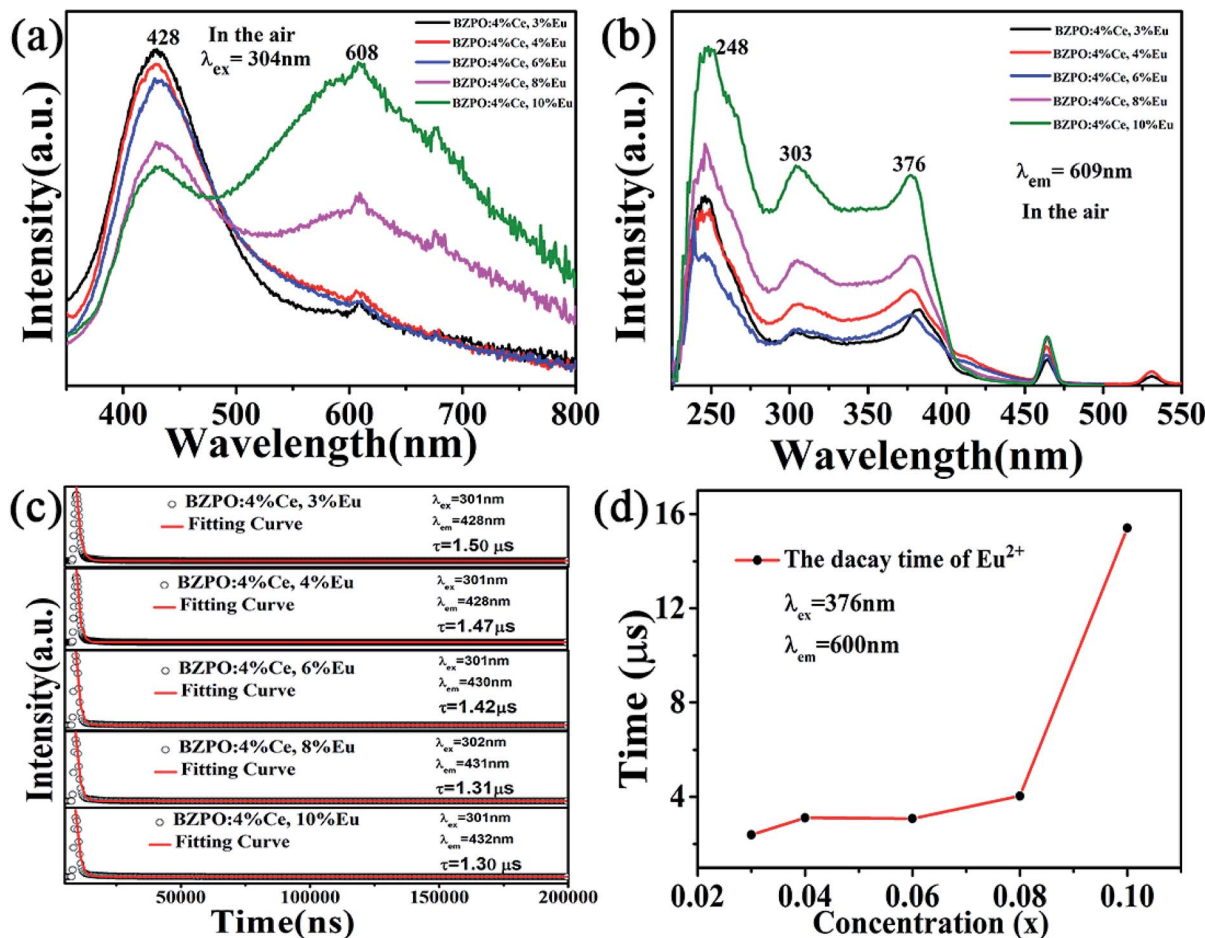 (a)
428
In the air
λex = 304nm
608
BZPO:4%Ce, 3%Eu
BZPO:4%Ce, 4%Eu
BZPO:4%Ce, 6%Eu
BZPO:4%Ce, 8%Eu
BZPO:4%Ce, 10%Eu
Intensity(a.u.)
400 500 600 700 800
Wavelength(nm)
(b)
248
303
376
BZPO:4%Ce, 3%Eu
BZPO:4%Ce, 4%Eu
BZPO:4%Ce, 6%Eu
BZPO:4%Ce, 8%Eu
BZPO:4%Ce, 10%Eu
λem = 609nm
In the air
Intensity(a.u.)
250 300 350 400 450 500 550
Wavelength(nm)
(c)
BZPO:4%Ce, 3%Eu
Fitting Curve
λex=301nm
λem=428nm
τ=1.50 μs
BZPO:4%Ce, 4%Eu
Fitting Curve
λex=301nm
λem=428nm
τ=1.47μs
BZPO:4%Ce, 6%Eu
Fitting Curve
λex=301nm
λem=430nm
τ=1.42μs
BZPO:4%Ce, 8%Eu
Fitting Curve
λex=302nm
λem=431nm
τ=1.31μs
BZPO:4%Ce, 10%Eu
Fitting Curve
λex=301nm
λem=432nm
τ=1.30 μs
Intensity(a.u.)
50000 100000 150000 200000
Time(ns)
(d)
The dacay time of Eu²⁺
λex=376nm
λem=600nm
Time (μs)
16
12
8
4
0.02 0.04 0.06 0.08 0.10
Concentration (x)